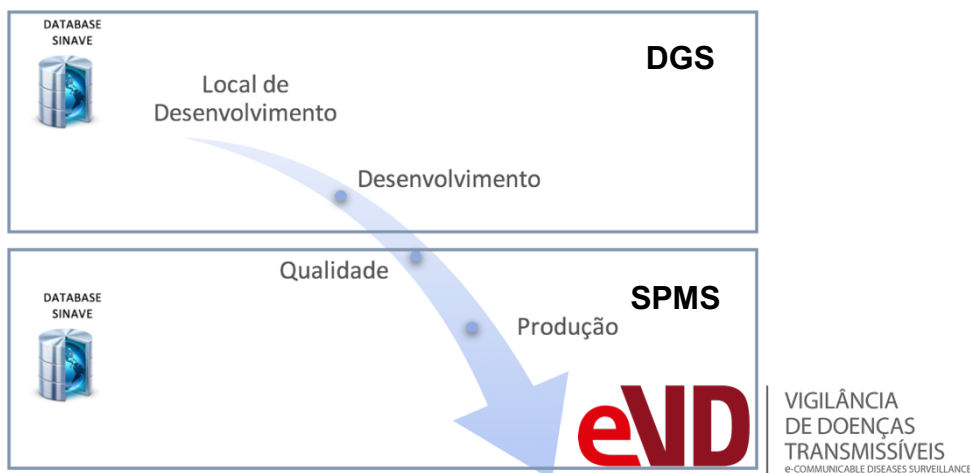 DATABASE
SINAVE
DGS
Local de
Desenvolvimento
Desenvolvimento
Qualidade
DATABASE
SINAVE
SPMS
Produção
eVD
VIGILÂNCIA
DE DOENÇAS
TRANSMISSÍVEIS
e-COMMUNICABLE DISEASES SURVEILLANCE